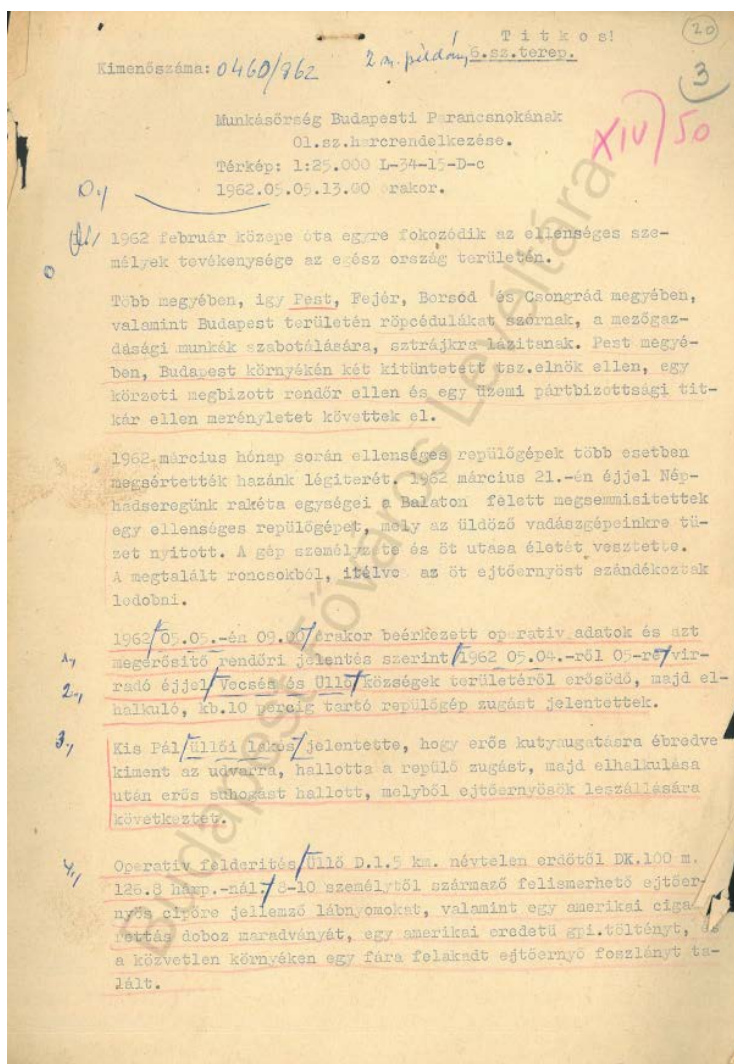 T i t k o s!
20
Kimenőszáma: 0460/962
2 sz. példány
6.sz.terep.
3
Munkásőrség Budapesti Parancsnokának
01.sz.harcrendelkezése.
XIV/50
Térkép: 1:25.000 L-34-15-D-c
1962.05.05.13.00 órakor.
1962 február közepe óta egyre fokozódik az ellenséges sze-
mélyek tevékenysége az egész ország területén.
Több megyében, igy Pest, Fejér, Borsod és Csongrád megyében,
valamint Budapest területén röpcédulákat szórnak, a mezőgaz-
dasági munkák szabotálására, sztrájkra lázitanak. Pest megyé-
ben, Budapest környékén két kitüntetett tsz.elnök ellen, egy
körzeti megbizott rendőr ellen és egy üzemi pártbizottsági tit-
kár ellen merényletet követtek el.
1962 március hónap során ellenséges repülőgépek több esetben
megsértették hazánk légiterét. 1962 március 21.-én éjjel Nép-
hadseregünk rakéta egységei a Balaton felett megsemmisitettek
egy ellenséges repülőgépet, mely az üldöző vadászgépeinkre tü-
zet nyitott. A gép személyzete és öt utasa életét vesztette.
A megtalált roncsokból, itélve az öt ejtőernyőst szándékoztak
ledobni.
1962 05.05.-én 09.00 órakor beérkezett operativ adatok és azt
1.,
megerősitő rendőri jelentés szerint 1962 05.04.-ről 05-re vir-
2.,
radó éjjel Vecsés és Üllő községek területéről erősödő, majd el-
halkuló, kb.10 percig tartó repülőgép zugást jelentettek.
3.,
Kis Pál üllői lakos jelentette, hogy erős kutyaugatásra ébredve
kiment az udvarra, hallotta a repülő zugást, majd elhalkulása
után erős suhogást hallott, melyből ejtőernyősök leszállására
következtet.
4.,
Operativ felderités Üllő D.1.5 km. névtelen erdőtől DK.100 m.
126.8 hámp.-nál. 8-10 személytől származó felismerhető ejtőer-
nyős cipőre jellemző lábnyomokat, valamint egy amerikai ciga-
rettás doboz maradványát, egy amerikai eredetü gpi.töltényt, és
a közvetlen környéken egy fára felakadt ejtőernyő foszlányt ta-
lált.
Budapest Főváros Levéltára